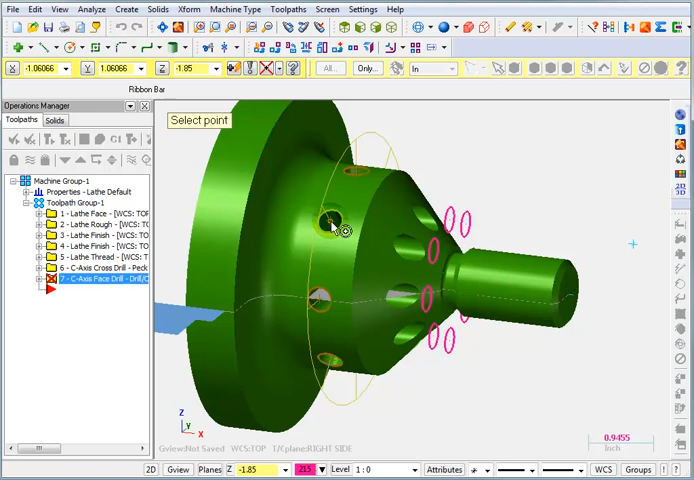 File Edit View Analyze Create Solids Xform Machine Type Toolpaths Screen Settings Help
X -1.06066 Y 1.06066 Z -1.85 All... Only... In
Ribbon Bar
Operations Manager
Toolpaths Solids
Select point
Machine Group-1
Properties - Lathe Default
Toolpath Group-1
1 - Lathe Face - [WCS: TOP
2 - Lathe Rough - [WCS: TO
3 - Lathe Finish - [WCS: TO
4 - Lathe Finish - [WCS: TO
5 - Lathe Thread - [WCS: TO
6 - C-Axis Cross Drill - Peck
7 - C-Axis Face Drill - Drill/C
G1
2D
3D
Z
Y
X
Gview:Not Saved WCS:TOP T/Cplane:RIGHT SIDE
0.9455
Inch
2D Gview Planes Z -1.85 215 Level 1 : 0 Attributes WCS Groups ! ?